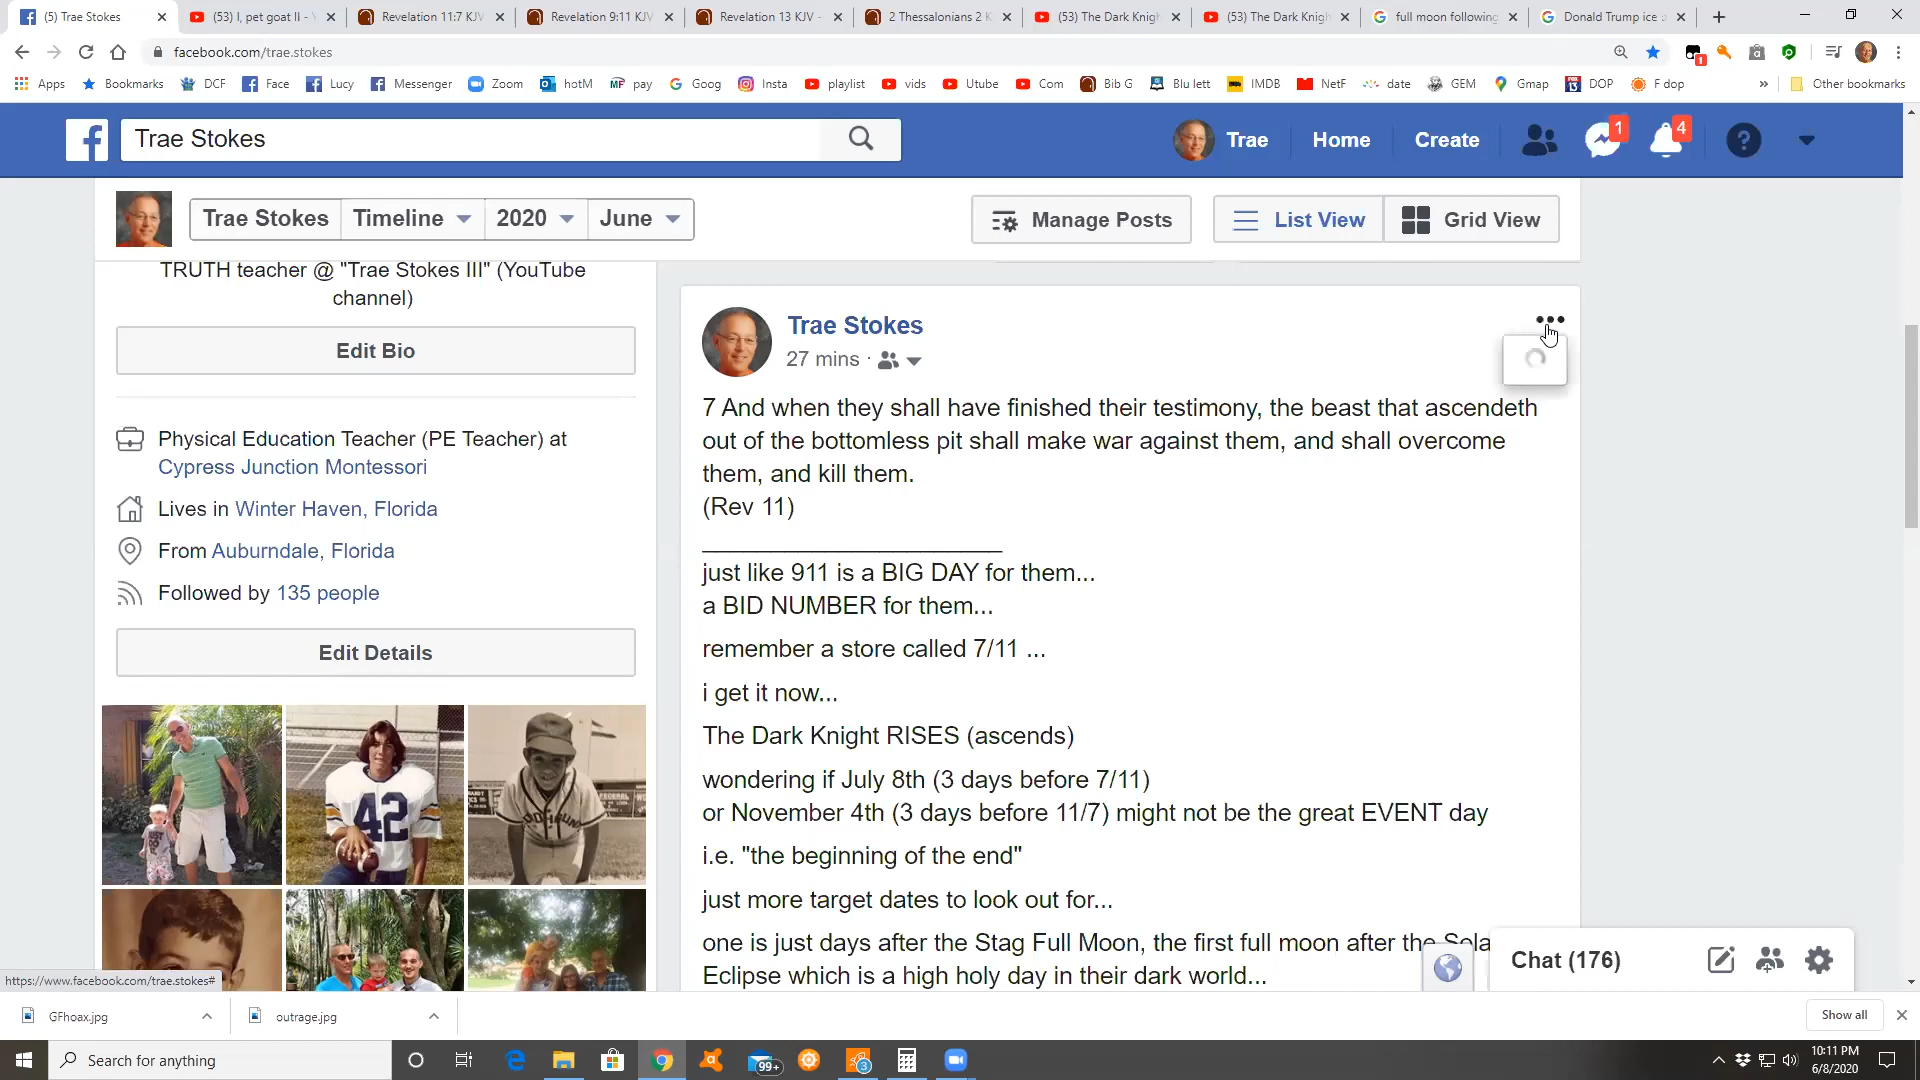 (5) Trae Stokes
(53) I, pet goat II -
Revelation 11:7 KJV
Revelation 9:11 KJV
Revelation 13 KJV -
2 Thessalonians 2 K
(53) The Dark Knigh
(53) The Dark Knigh
full moon following
Donald Trump ice
facebook.com/trae.stokes
Apps
Bookmarks
DCF
Face
Lucy
Messenger
Zoom
hotM
pay
Goog
Insta
playlist
vids
Utube
Com
Bib G
Blu lett
IMDB
NetF
date
GEM
Gmap
DOP
F dop
Other bookmarks
Trae Stokes
Trae
Home
Create
1
4
Trae Stokes
Timeline
2020
June
Manage Posts
List View
Grid View
TRUTH teacher @ "Trae Stokes III" (YouTube
channel)
Edit Bio
Physical Education Teacher (PE Teacher) at
Cypress Junction Montessori
Lives in Winter Haven, Florida
From Auburndale, Florida
Followed by 135 people
Edit Details
42
Trae Stokes
27 mins ·
7 And when they shall have finished their testimony, the beast that ascendeth
out of the bottomless pit shall make war against them, and shall overcome
them, and kill them.
(Rev 11)
______________________
just like 911 is a BIG DAY for them...
a BID NUMBER for them...
remember a store called 7/11 ...
i get it now...
The Dark Knight RISES (ascends)
wondering if July 8th (3 days before 7/11)
or November 4th (3 days before 11/7) might not be the great EVENT day
i.e. "the beginning of the end"
just more target dates to look out for...
one is just days after the Stag Full Moon, the first full moon after the Sola
Eclipse which is a high holy day in their dark world...
Chat (176)
https://www.facebook.com/trae.stokes#
GFhoax.jpg
outrage.jpg
Show all
Search for anything
99+
3
10:11 PM
6/8/2020